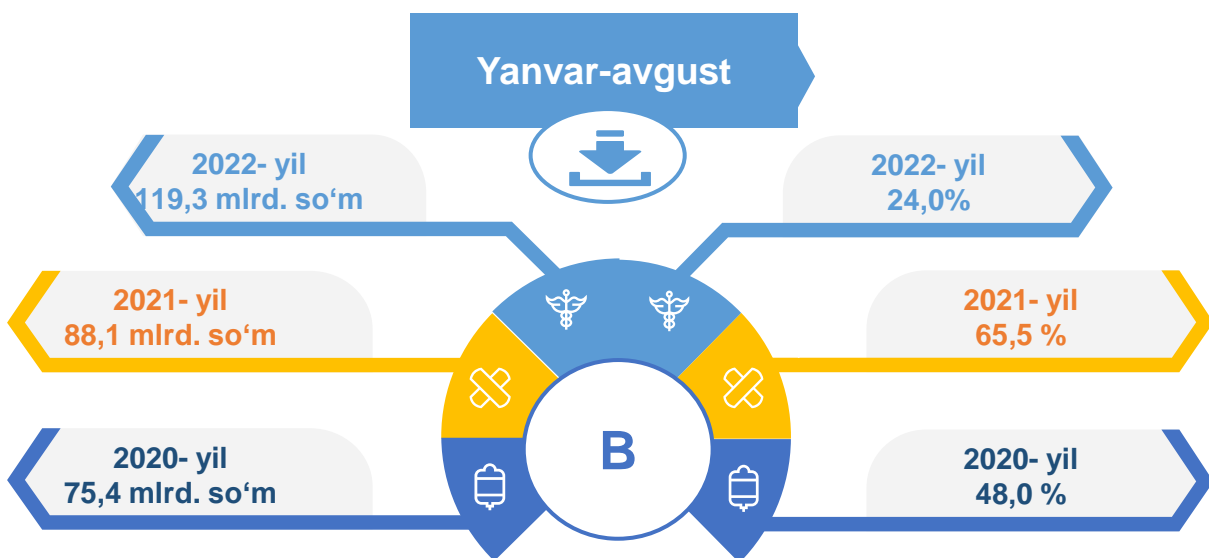 Yanvar-avgust
2022- yil
119,3 mlrd. so‘m
2022- yil
24,0%
2021- yil
88,1 mlrd. so‘m
2021- yil
65,5 %
B
2020- yil
75,4 mlrd. so‘m
2020- yil
48,0 %